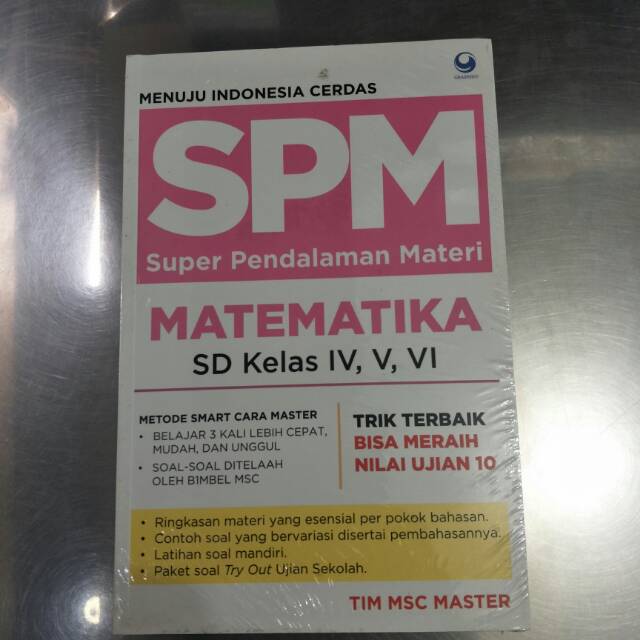 GRASINDO
MENUJU INDONESIA CERDAS
SPM
Super Pendalaman Materi
MATEMATIKA
SD Kelas IV, V, VI
METODE SMART CARA MASTER
• BELAJAR 3 KALI LEBIH CEPAT,
MUDAH, DAN UNGGUL
• SOAL-SOAL DITELAAH
OLEH BIMBEL MSC
TRIK TERBAIK
BISA MERAIH
NILAI UJIAN 10
• Ringkasan materi yang esensial per pokok bahasan.
• Contoh soal yang bervariasi disertai pembahasannya.
• Latihan soal mandiri.
• Paket soal Try Out Ujian Sekolah.
TIM MSC MASTER